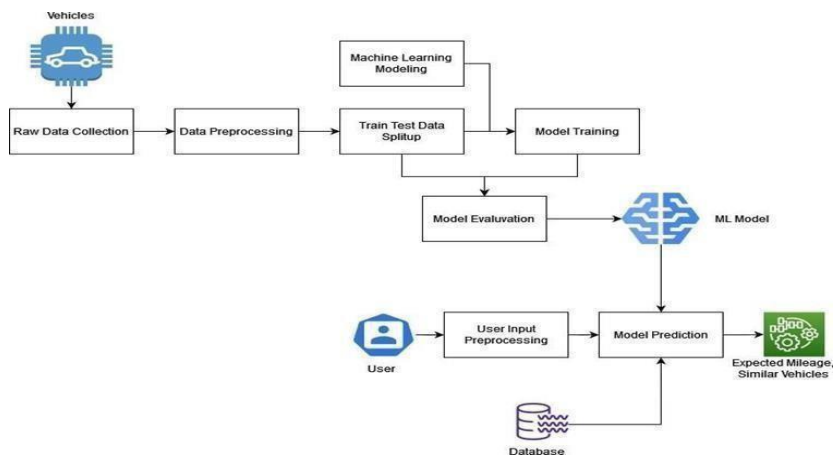 Vehicles
Machine Learning
Modeling
Raw Data Collection
Data Preprocessing
Train Test Data
Splitup
Model Training
Model Evaluvation
ML Model
User Input
Preprocessing
Model Prediction
User
Expected Mileage,
Similar Vehicles
Database